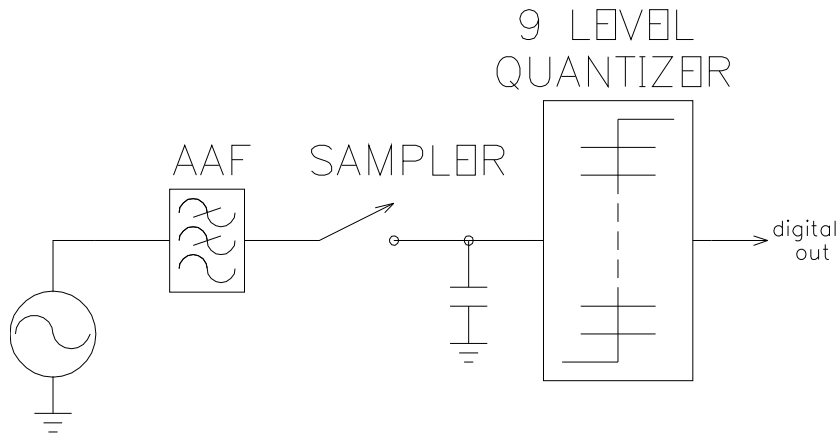 9 LEVEL
QUANTIZER
AAF
SAMPLER
digital
out